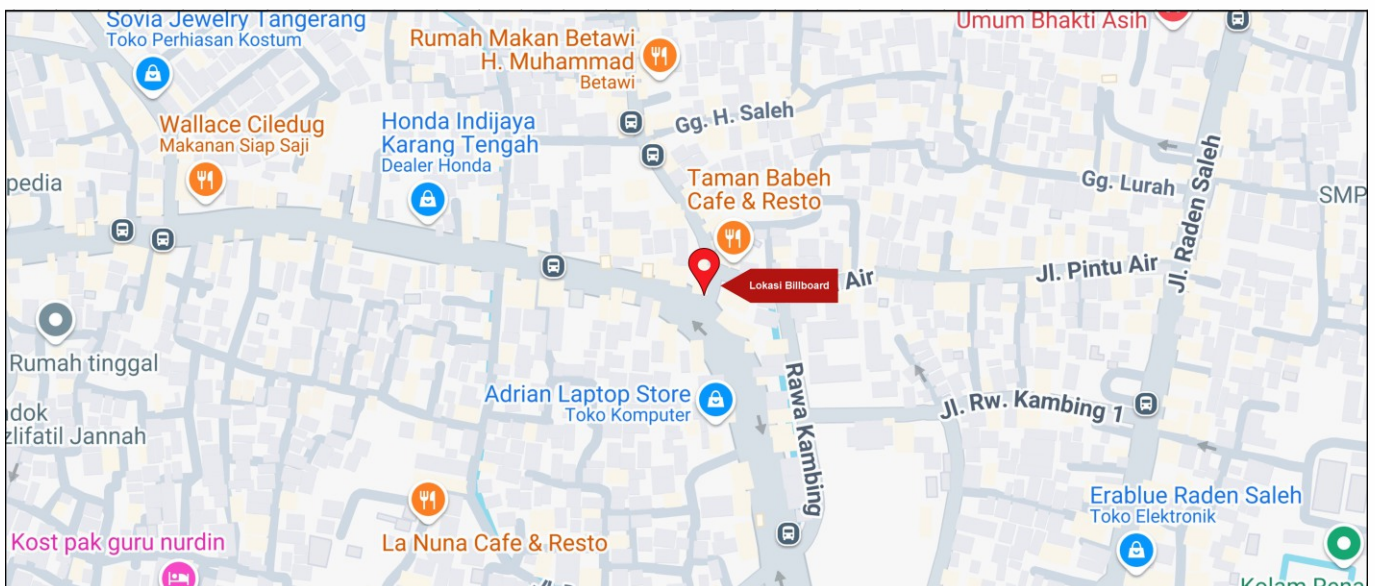 Sovia Jewelry Tangerang
Toko Perhiasan Kostum
Rumah Makan Betawi
H. Muhammad
Betawi
Umum Bhakti Asih
Wallace Ciledug
Makanan Siap Saji
Honda Indijaya
Karang Tengah
Dealer Honda
Gg. H. Saleh
Taman Babeh
Cafe & Resto
Gg. Lurah
Jl. Raden Saleh
SMP
pedia
Lokasi Billboard
Air
Jl. Pintu Air
Rumah tinggal
Adrian Laptop Store
Toko Komputer
Rawa Kambing
Jl. Rw. Kambing 1
dok
zlifatil Jannah
Erablue Raden Saleh
Toko Elektronik
Kost pak guru nurdin
La Nuna Cafe & Resto